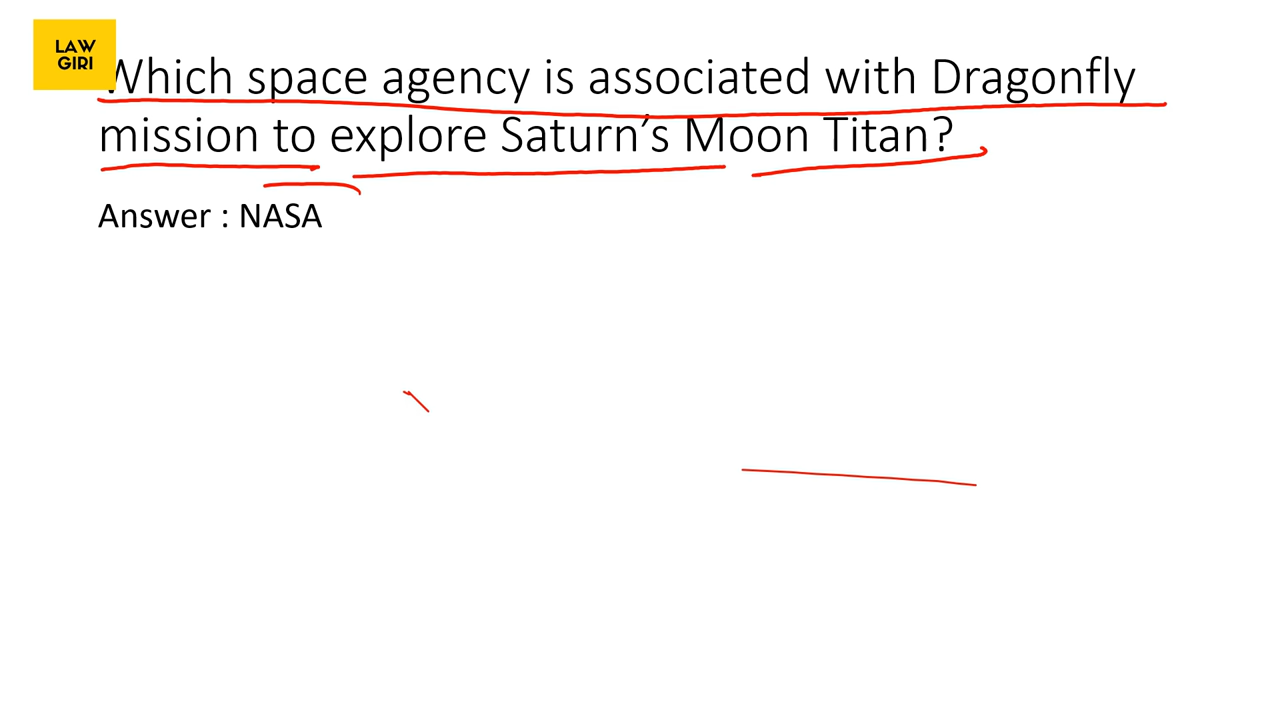 LAW
GIRI
Which space agency is associated with Dragonfly
mission to explore Saturn’s Moon Titan?
Answer : NASA